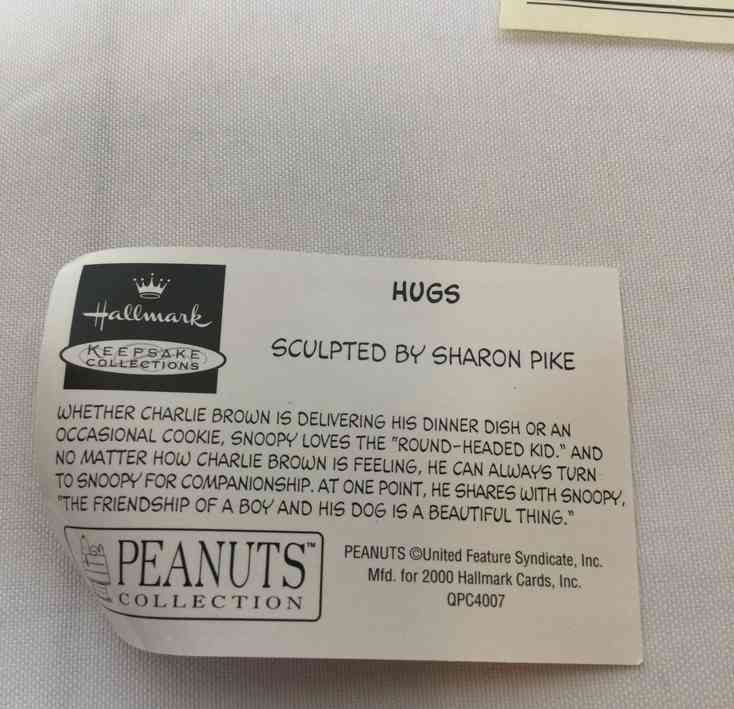 Hallmark
KEEPSAKE
COLLECTIONS
HUGS
SCULPTED BY SHARON PIKE
WHETHER CHARLIE BROWN IS DELIVERING HIS DINNER DISH OR AN
OCCASIONAL COOKIE, SNOOPY LOVES THE "ROUND-HEADED KID." AND
NO MATTER HOW CHARLIE BROWN IS FEELING, HE CAN ALWAYS TURN
TO SNOOPY FOR COMPANIONSHIP. AT ONE POINT, HE SHARES WITH SNOOPY,
"THE FRIENDSHIP OF A BOY AND HIS DOG IS A BEAUTIFUL THING."
PEANUTS™
COLLECTION
PEANUTS ©United Feature Syndicate, Inc.
Mfd. for 2000 Hallmark Cards, Inc.
QPC4007